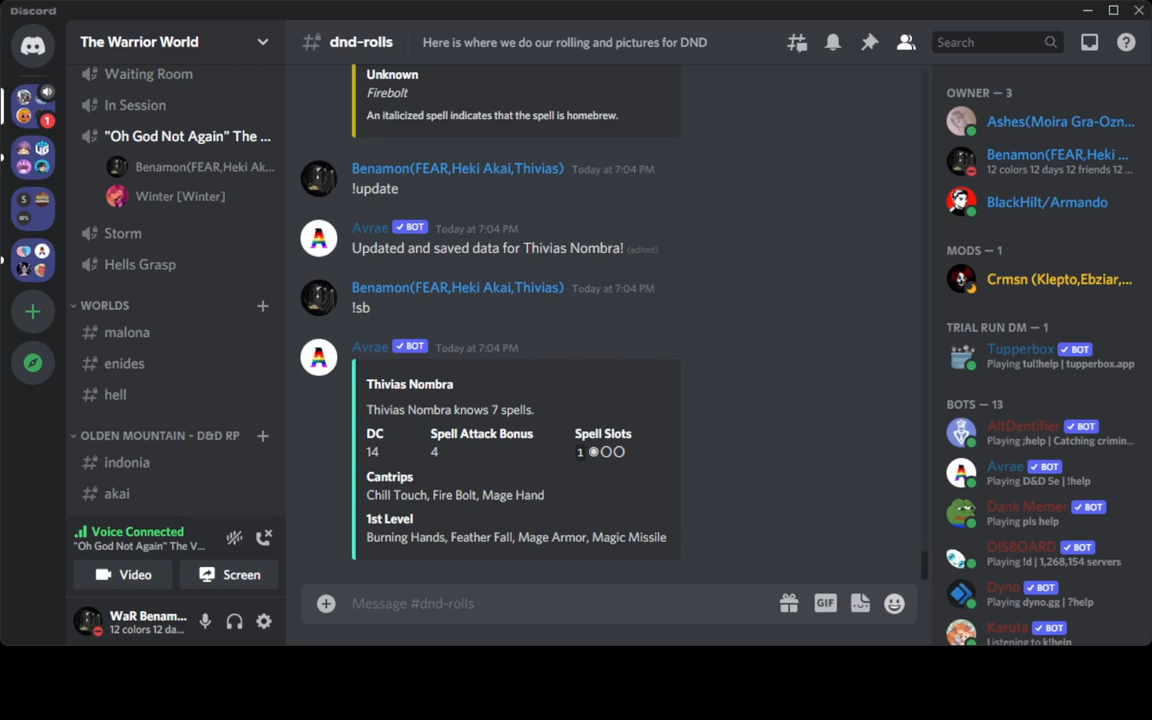 Discord
The Warrior World
Waiting Room
In Session
"Oh God Not Again" The ...
Benamon(FEAR,Heki Ak...
Winter [Winter]
Storm
Hells Grasp
WORLDS
malona
enides
hell
OLDEN MOUNTAIN - D&D RP
indonia
akai
Voice Connected
"Oh God Not Again" The V...
Video
Screen
WaR Benam...
12 colors 12 da...
dnd-rolls
Here is where we do our rolling and pictures for DND
Search
Unknown
Firebolt
An italicized spell indicates that the spell is homebrew.
Benamon(FEAR,Heki Akai,Thivias) Today at 7:04 PM
!update
Avrae BOT Today at 7:04 PM
Updated and saved data for Thivias Nombra! (edited)
Benamon(FEAR,Heki Akai,Thivias) Today at 7:04 PM
!sb
Avrae BOT Today at 7:04 PM
Thivias Nombra
Thivias Nombra knows 7 spells.
DC Spell Attack Bonus Spell Slots
14 4 1 ◉〇〇
Cantrips
Chill Touch, Fire Bolt, Mage Hand
1st Level
Burning Hands, Feather Fall, Mage Armor, Magic Missile
Message #dnd-rolls
GIF
OWNER — 3
Ashes(Moira Gra-Ozn...
Benamon(FEAR,Heki ...
12 colors 12 days 12 friends 12 ...
BlackHilt/Armando
MODS — 1
Crmsn (Klepto,Ebziar,...
TRIAL RUN DM — 1
Tupperbox BOT
Playing tul!help | tupperbox.app
BOTS — 13
AltDentifier BOT
Playing ;help | Catching crimin...
Avrae BOT
Playing D&D 5e | !help
Dank Memer BOT
Playing pls help
DISBOARD BOT
Playing !d | 1,268,154 servers
Dyno BOT
Playing dyno.gg | ?help
Karuta BOT
Listening to k!help